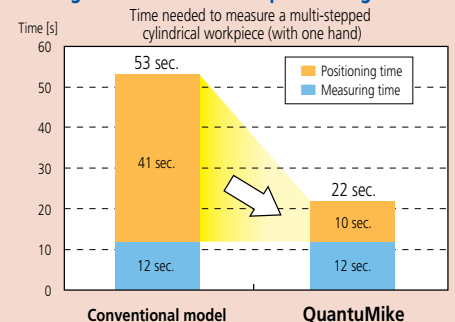 Time needed to measure a multi-stepped
cylindrical workpiece (with one hand)
Time [s]
60
50
40
30
20
10
0
53 sec.
41 sec.
12 sec.
22 sec.
10 sec.
12 sec.
Positioning time
Measuring time
Conventional model
QuantuMike